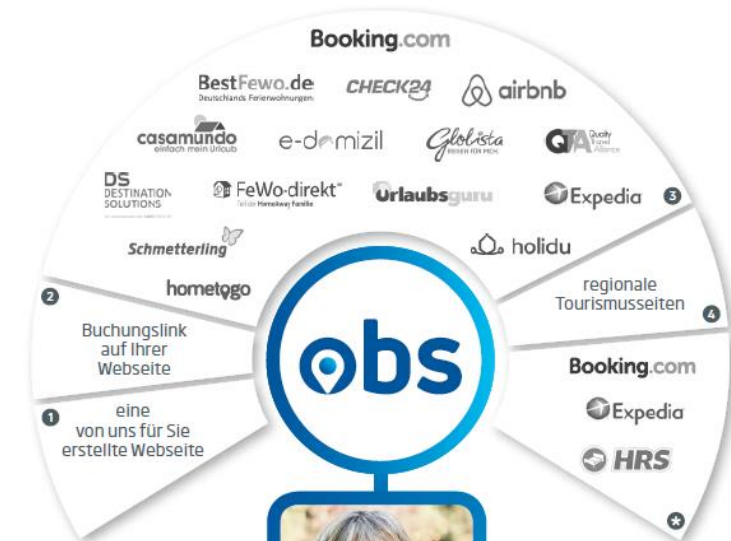 Booking.com
BestFewo.de
Deutschlands Ferienwohnungen
CHECK24
airbnb
casamundo
einfach mein Urlaub
e-domizil
Globista
REISEN FÜR MICH.
QTA Quality
Travel
Alliance
DS
DESTINATION
SOLUTIONS
FeWo-direkt
Teil der HomeAway Familie
Urlaubsguru
Expedia
3
Schmetterling
holidu
hometogo
2
Buchungslink
auf Ihrer
Webseite
1
eine
von uns für Sie
erstellte Webseite
obs
regionale
Tourismusseiten
4
Booking.com
Expedia
HRS
*